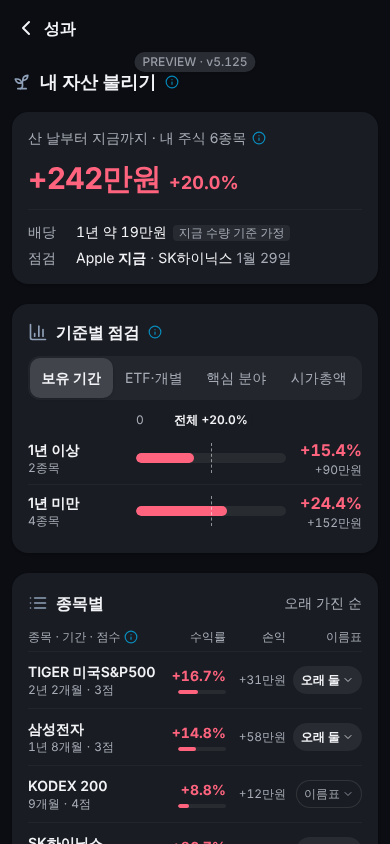 성과
PREVIEW · v5.125
내 자산 불리기
산 날부터 지금까지 · 내 주식 6종목
+242만원 +20.0%
배당 1년 약 19만원 지금 수량 기준 가정
점검 Apple 지금 · SK하이닉스 1월 29일
기준별 점검
보유 기간 ETF·개별 핵심 분야 시가총액
0 전체 +20.0%
1년 이상 +15.4%
2종목 +90만원
1년 미만 +24.4%
4종목 +152만원
종목별 오래 가진 순
종목 · 기간 · 점수 수익률 손익 이름표
TIGER 미국S&P500 +16.7% +31만원 오래 둘
2년 2개월 · 3점
삼성전자 +14.8% +58만원 오래 둘
1년 8개월 · 3점
KODEX 200 +8.8% +12만원 이름표
9개월 · 4점
SK하이닉스